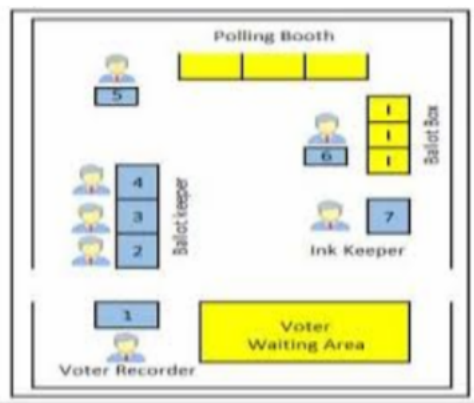 Polling Booth
5
I
I
I
Ballot Box
6
4
3
2
Ballot keeper
7
Ink Keeper
1
Voter Recorder
Voter
Waiting Area